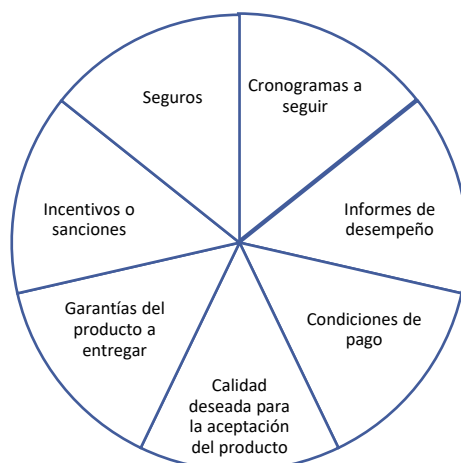 Cronogramas a
seguir
Informes de
desempeño
Condiciones de
pago
Calidad
deseada para
la aceptación
del producto
Garantías del
producto a
entregar
Incentivos o
sanciones
Seguros